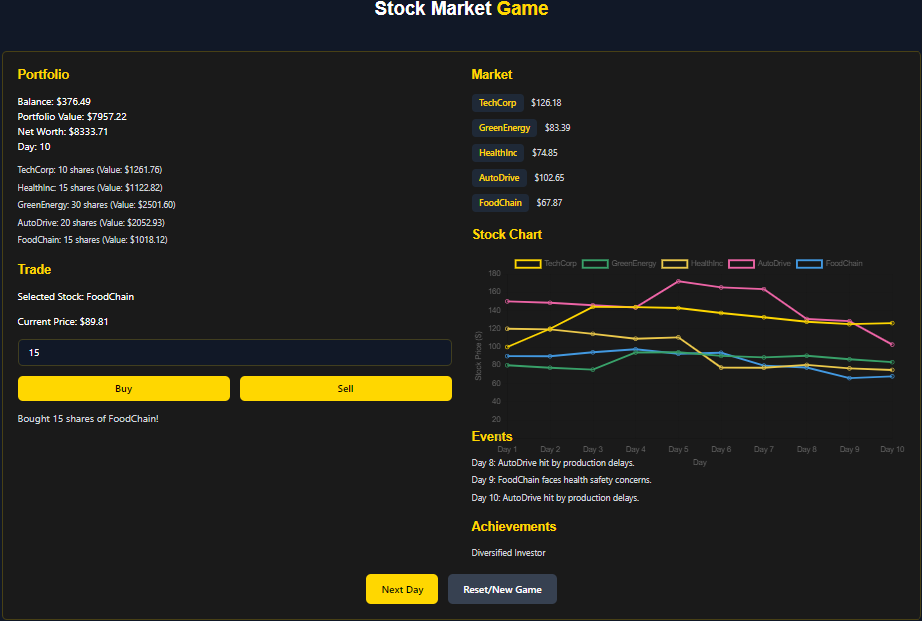 Stock Market Game
Portfolio
Balance: $376.49
Portfolio Value: $7957.22
Net Worth: $8333.71
Day: 10
TechCorp: 10 shares (Value: $1261.76)
HealthInc: 15 shares (Value: $1122.82)
GreenEnergy: 30 shares (Value: $2501.60)
AutoDrive: 20 shares (Value: $2052.93)
FoodChain: 15 shares (Value: $1018.12)
Trade
Selected Stock: FoodChain
Current Price: $89.81
15
Buy Sell
Bought 15 shares of FoodChain!
Market
TechCorp $126.18
GreenEnergy $83.39
HealthInc $74.85
AutoDrive $102.65
FoodChain $67.87
Stock Chart
TechCorp GreenEnergy HealthInc AutoDrive FoodChain
180
160
140
120
100
80
60
40
20
Stock Price ($)
Day 1 Day 2 Day 3 Day 4 Day 5 Day 6 Day 7 Day 8 Day 9 Day 10
Day
Events
Day 8: AutoDrive hit by production delays.
Day 9: FoodChain faces health safety concerns.
Day 10: AutoDrive hit by production delays.
Achievements
Diversified Investor
Next Day Reset/New Game